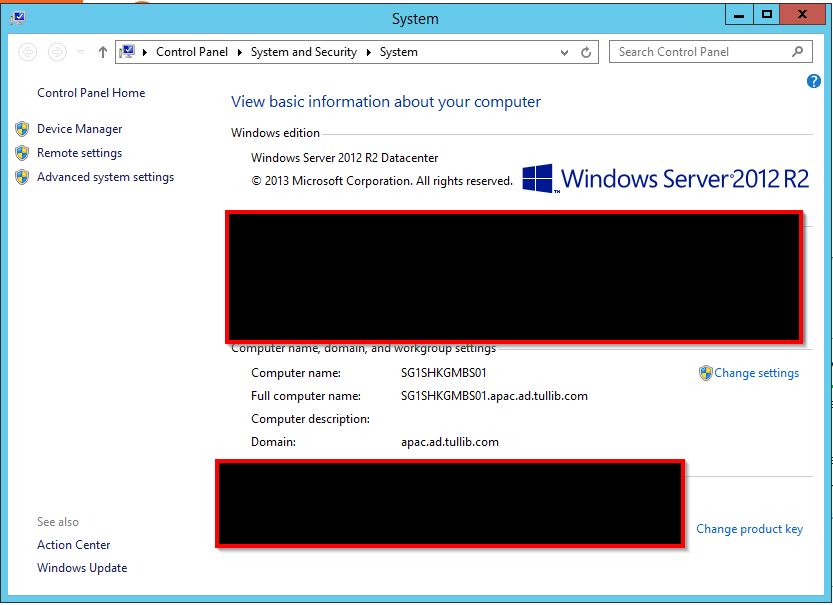 System
Control Panel System and Security System
Search Control Panel
Control Panel Home
Device Manager
Remote settings
Advanced system settings
View basic information about your computer
Windows edition
Windows Server 2012 R2 Datacenter
© 2013 Microsoft Corporation. All rights reserved.
Windows Server®2012 R2
Computer name, domain, and workgroup settings
Computer name: SG1SHKGMBS01
Change settings
Full computer name: SG1SHKGMBS01.apac.ad.tullib.com
Computer description:
Domain: apac.ad.tullib.com
Change product key
See also
Action Center
Windows Update